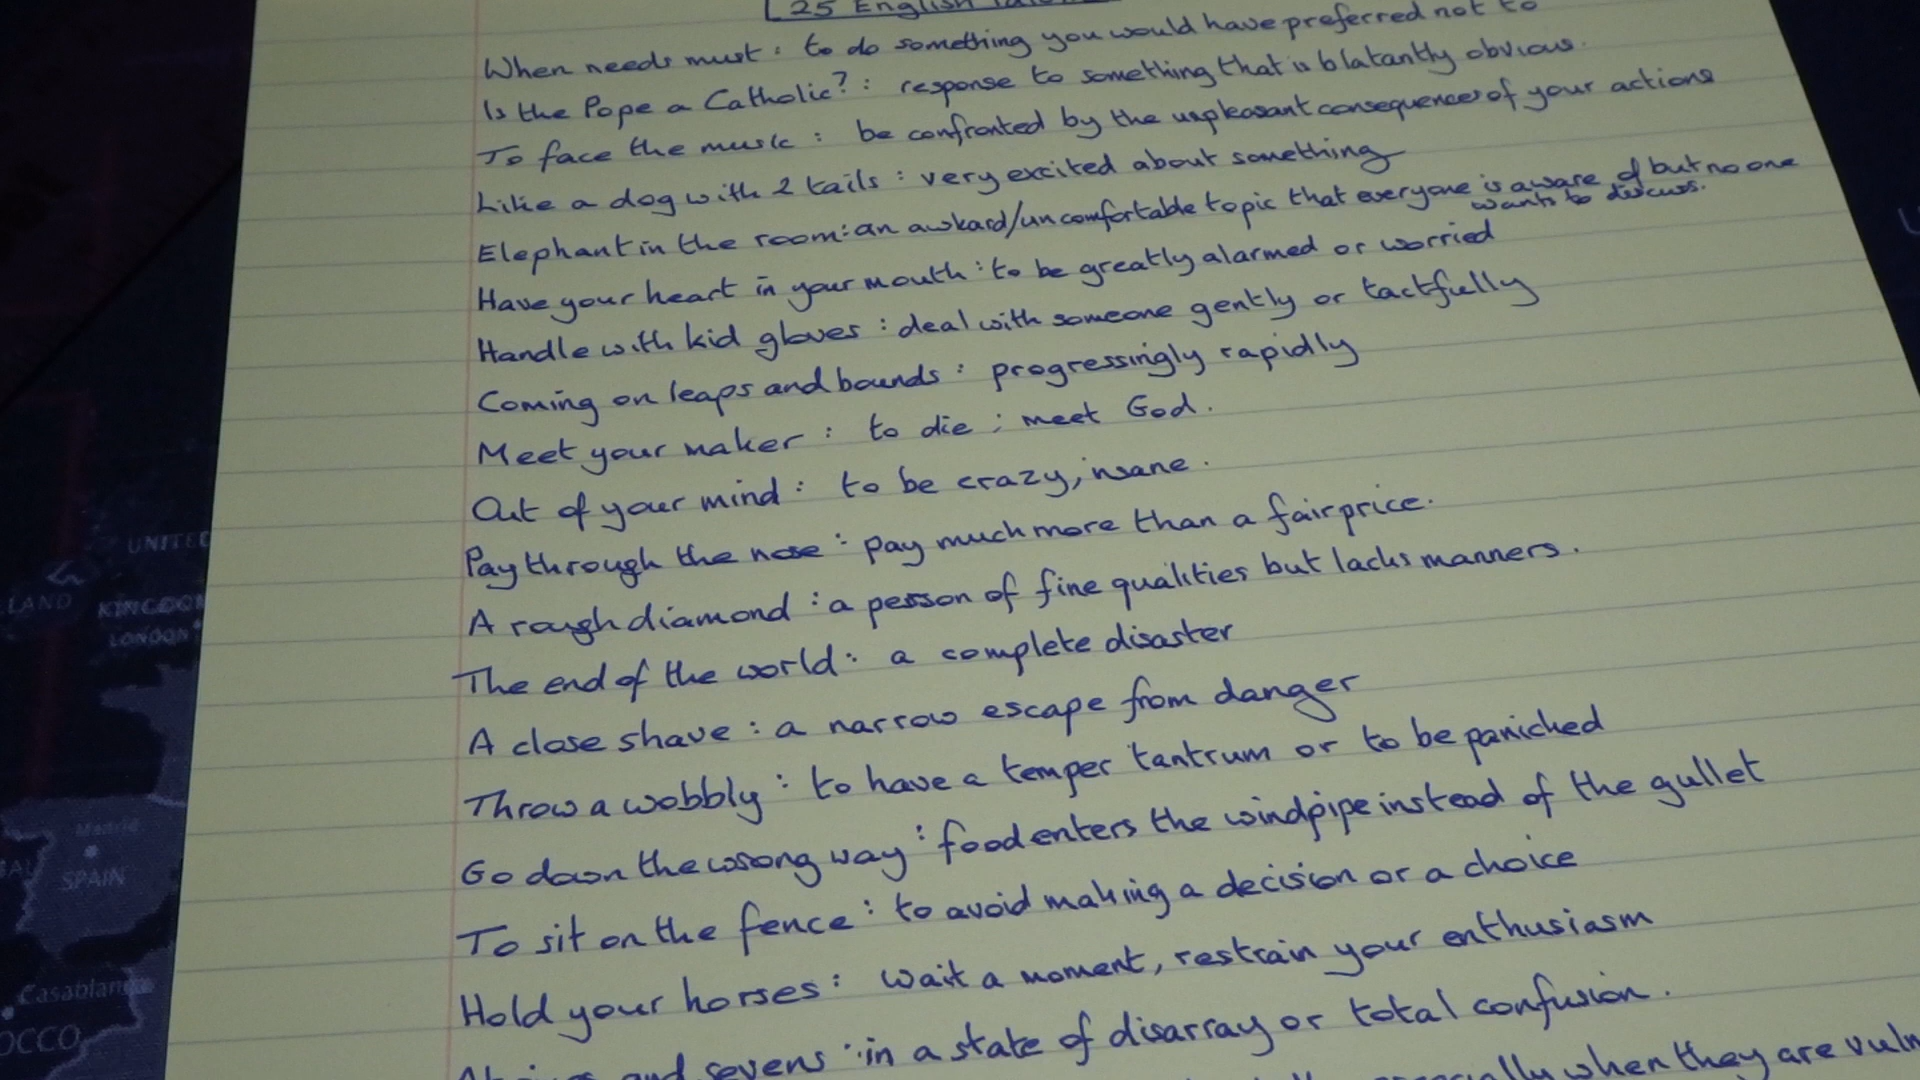 25 English
When needs must : to do something you would have preferred not to
Is the Pope a Catholic? : response to something that is blatantly obvious.
To face the music : be confronted by the unpleasant consequences of your actions
Like a dog with 2 tails : very excited about something
Elephant in the room : an awkard/uncomfortable topic that everyone is aware of but no one
wants to discuss.
Have your heart in your mouth : to be greatly alarmed or worried
Handle with kid gloves : deal with someone gently or tactfully
Coming on leaps and bounds : progressingly rapidly
Meet your maker : to die ; meet God.
Out of your mind : to be crazy, insane.
Pay through the nose : pay much more than a fair price.
A rough diamond : a person of fine qualities but lacks manners.
The end of the world : a complete disaster
A close shave : a narrow escape from danger
Throw a wobbly : to have a temper tantrum or to be panicked
Go down the wrong way : food enters the windpipe instead of the gullet
To sit on the fence : to avoid making a decision or a choice
Hold your horses : wait a moment, restrain your enthusiasm
and sevens : in a state of disarray or total confusion.
when they are
UNITED
KINGDOM
LAND
LONDON
Madrid
SPAIN
Casablanca
OCCO